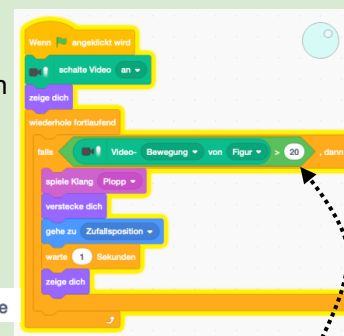 Wenn angeklickt wird
schalte Video an
zeige dich
wiederhole fortlaufend
falls Video- Bewegung von Figur > 20 , dann
spiele Klang Plopp
verstecke dich
gehe zu Zufallsposition
warte 1 Sekunden
zeige dich